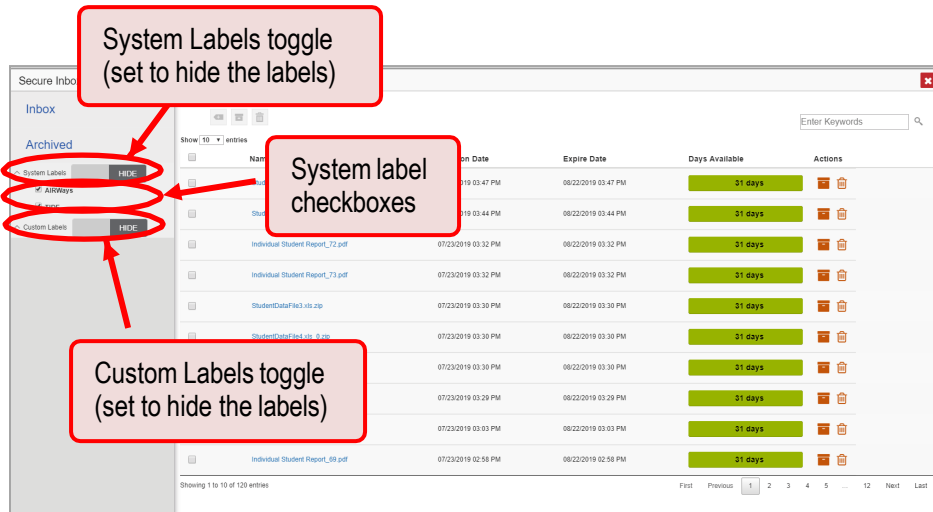 System Labels toggle
(set to hide the labels)
Secure Inbo
Inbox
Enter Keywords
Archived
Show 10 entries
System Labels HIDE
AIRWays
Custom Labels HIDE
System label
checkboxes
on Date Expire Date Days Available Actions
2019 03:47 PM 08/22/2019 03:47 PM 31 days
2019 03:44 PM 08/22/2019 03:44 PM 31 days
Individual Student Report_72.pdf 07/23/2019 03:32 PM 08/22/2019 03:32 PM 31 days
Individual Student Report_73.pdf 07/23/2019 03:32 PM 08/22/2019 03:32 PM 31 days
StudentDataFile3.xls.zip 07/23/2019 03:30 PM 08/22/2019 03:30 PM 31 days
StudentDataFile4.xls_0.zip 07/23/2019 03:30 PM 08/22/2019 03:30 PM 31 days
Custom Labels toggle
(set to hide the labels)
07/23/2019 03:30 PM 08/22/2019 03:30 PM 31 days
07/23/2019 03:29 PM 08/22/2019 03:29 PM 31 days
07/23/2019 03:03 PM 08/22/2019 03:03 PM 31 days
Individual Student Report_69.pdf 07/23/2019 02:58 PM 08/22/2019 02:58 PM 31 days
Showing 1 to 10 of 120 entries
First Previous 1 2 3 4 5 ... 12 Next Last